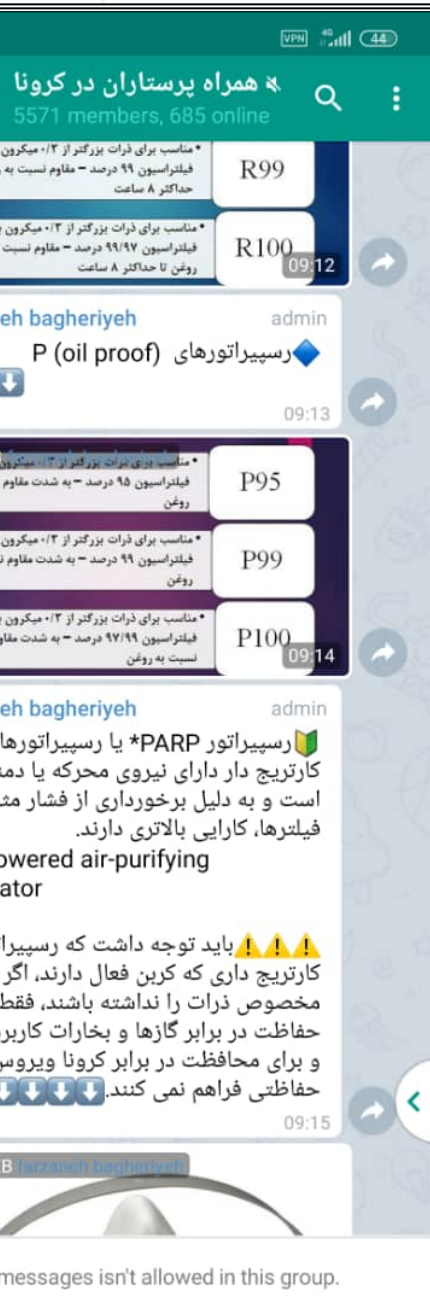 VPN 4G 44
همراه پرستاران در کرونا
5571 members, 685 online
• مناسب برای ذرات بزرگتر از ۰/۳ میکرون
فیلتراسیون ۹۹ درصد – مقاوم نسبت به
حداکثر ۸ ساعت
R99
• مناسب برای ذرات بزرگتر از ۰/۳ میکرون
فیلتراسیون ۹۹/۹۷ درصد – مقاوم نسبت
روغن تا حداکثر ۸ ساعت
R100
09:12
eh bagheriyeh admin
رسپیراتورهای P (oil proof)
09:13
• مناسب برای ذرات بزرگتر از ۰/۳ میکرون
فیلتراسیون ۹۵ درصد – به شدت مقاوم
روغن
P95
• مناسب برای ذرات بزرگتر از ۰/۳ میکرون
فیلتراسیون ۹۹ درصد – به شدت مقاوم
روغن
P99
• مناسب برای ذرات بزرگتر از ۰/۳ میکرون
فیلتراسیون ۹۷/۹۹ درصد – به شدت
نسبت به روغن
P100
09:14
eh bagheriyeh admin
🔰رسپیراتور PARP* یا رسپیراتورها
کارتریج دار دارای نیروی محرکه یا دم
است و به دلیل برخورداری از فشار مث
فیلترها، کارایی بالاتری دارند.
owered air-purifying
ator
⚠️⚠️⚠️باید توجه داشت که رسپیرا
کارتریج داری که کربن فعال دارند، اگر
مخصوص ذرات را نداشته باشند، فقط
حفاظت در برابر گازها و بخارات کاربر
و برای محافظت در برابر کرونا ویروس
حفاظتی فراهم نمی کنند.⬇️⬇️⬇️⬇️
09:15
B farzaneh bagheriyeh
messages isn't allowed in this group.